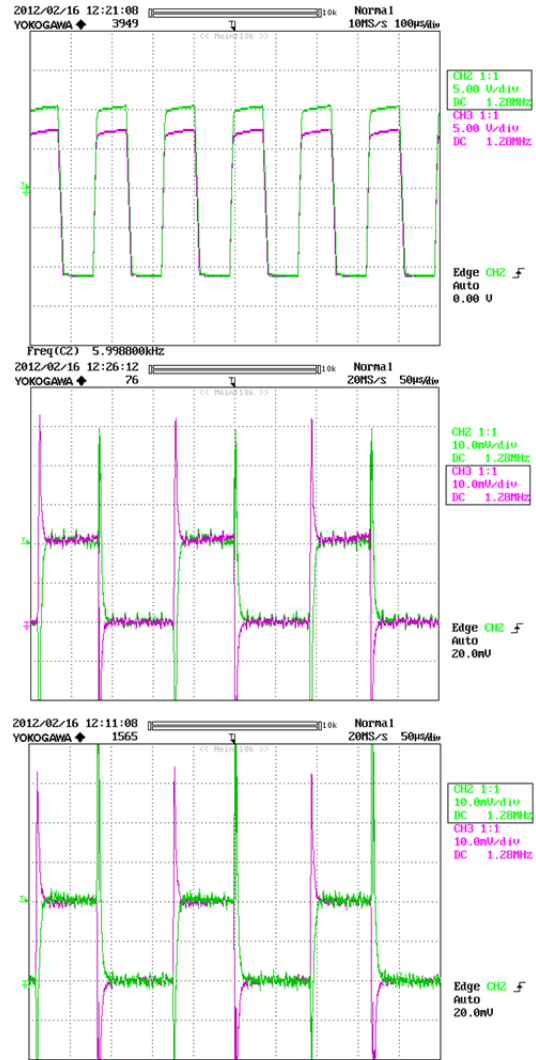 2012/02/16 12:21:08 10k Normal
YOKOGAWA ◆ 3949 10MS/s 100µs/div
<< Main:10k >>
CH2 1:1
5.00 V/div
DC 1.28MHz
CH3 1:1
5.00 V/div
DC 1.28MHz
Edge CH2
Auto
0.00 V
Freq(C2) 5.998800kHz
2012/02/16 12:26:12 10k Normal
YOKOGAWA ◆ 76 20MS/s 50µs/div
<< Main:10k >>
CH2 1:1
10.0mV/div
DC 1.28MHz
CH3 1:1
10.0mV/div
DC 1.28MHz
Edge CH2
Auto
20.0mV
2012/02/16 12:11:08 10k Normal
YOKOGAWA ◆ 1565 20MS/s 50µs/div
<< Main:10k >>
CH2 1:1
10.0mV/div
DC 1.28MHz
CH3 1:1
10.0mV/div
DC 1.28MHz
Edge CH2
Auto
20.0mV